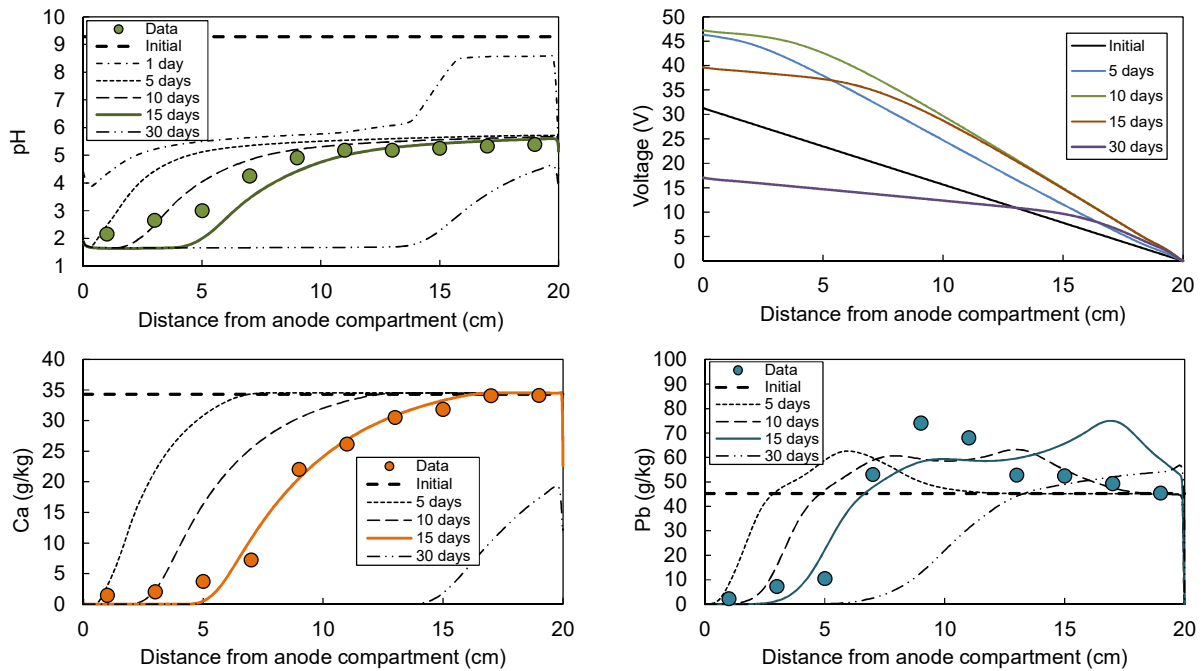 10
9
8
7
6
5
4
3
2
1
pH
Data
Initial
1 day
5 days
10 days
15 days
30 days
0
5
10
15
20
Distance from anode compartment (cm)
50
45
40
35
30
25
20
15
10
5
0
Voltage (V)
Initial
5 days
10 days
15 days
30 days
0
5
10
15
20
Distance from anode compartment (cm)
40
35
30
25
20
15
10
5
0
Ca (g/kg)
Data
Initial
5 days
10 days
15 days
30 days
0
5
10
15
20
Distance from anode compartment (cm)
100
90
80
70
60
50
40
30
20
10
0
Pb (g/kg)
Data
Initial
5 days
10 days
15 days
30 days
0
5
10
15
20
Distance from anode compartment (cm)